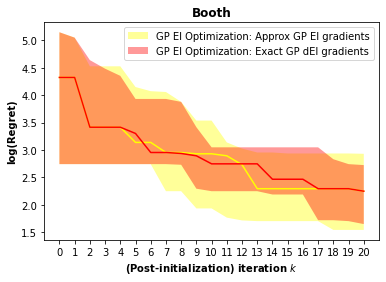 Booth
GP EI Optimization: Approx GP EI gradients
GP EI Optimization: Exact GP dEI gradients
log(Regret)
5.0
4.5
4.0
3.5
3.0
2.5
2.0
1.5
0 1 2 3 4 5 6 7 8 9 10 11 12 13 14 15 16 17 18 19 20
(Post-initialization) iteration k